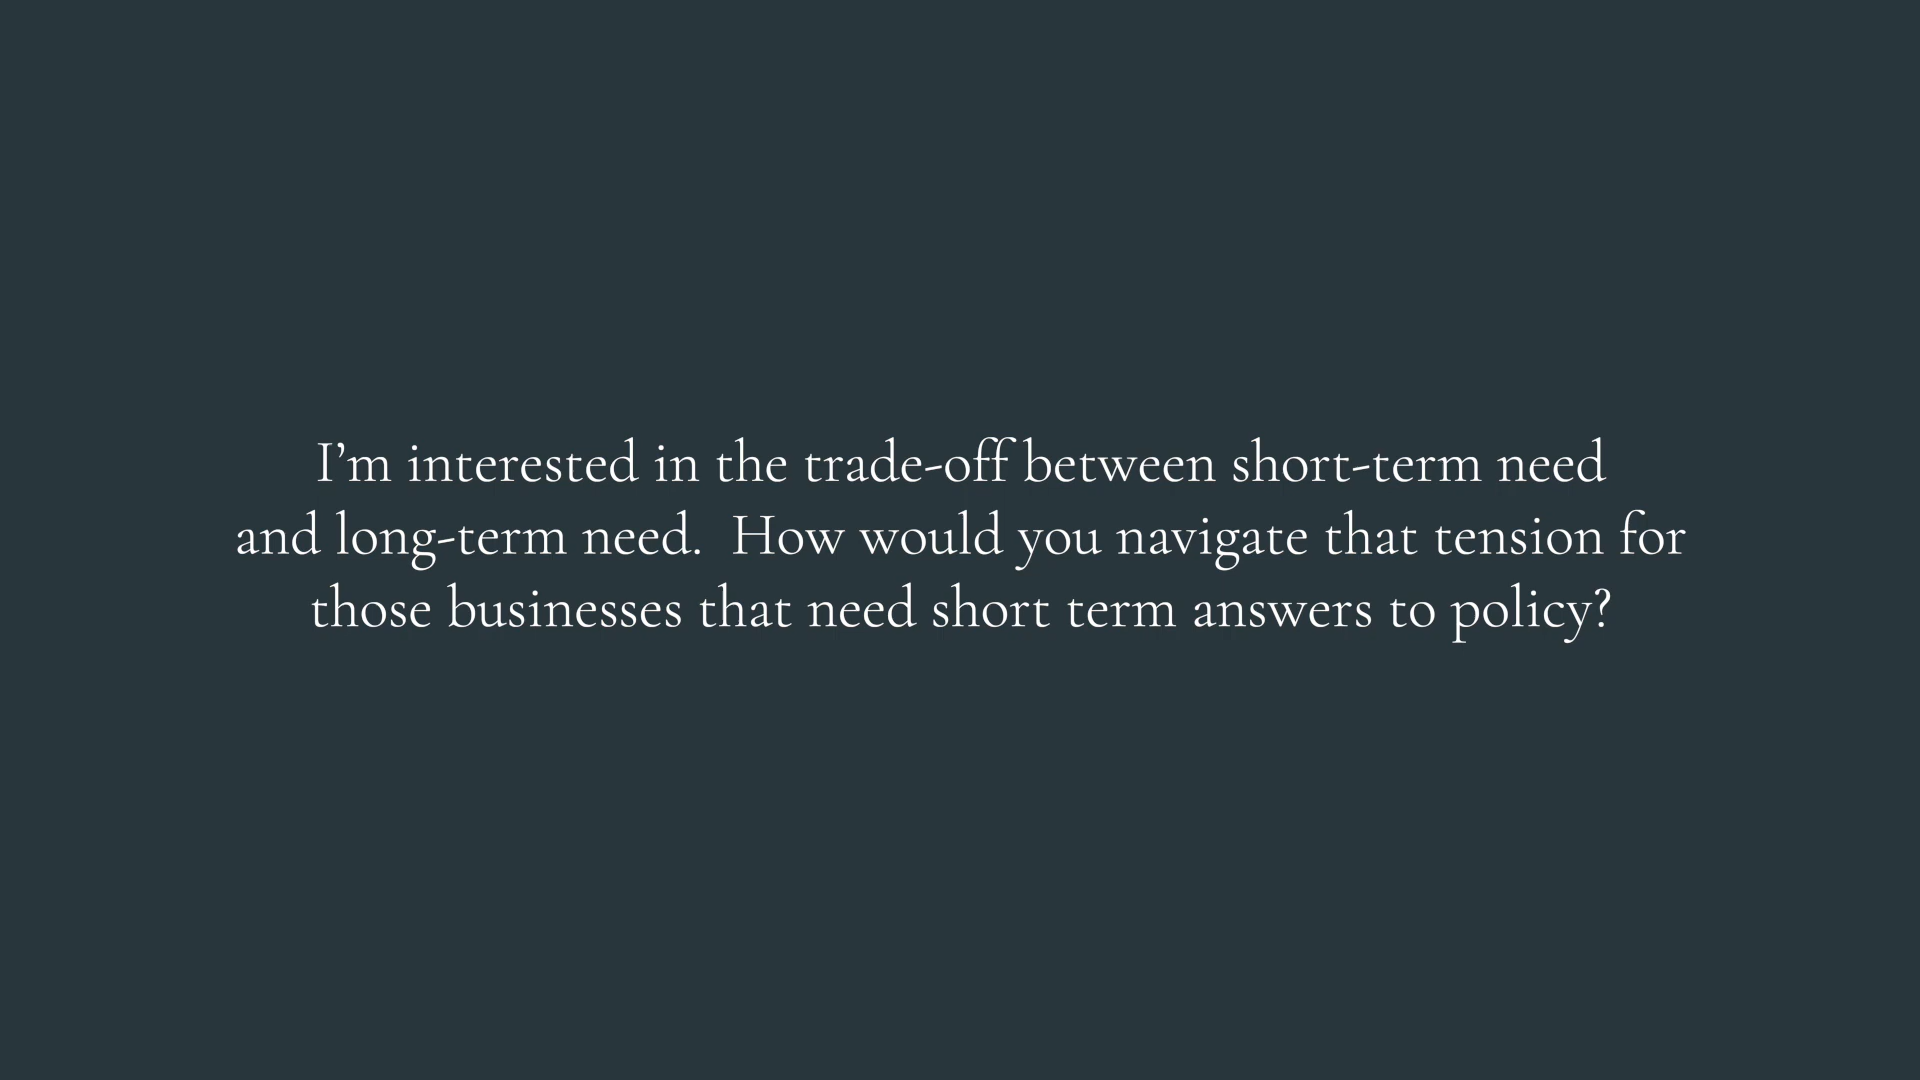 I’m interested in the trade-off between short-term need
and long-term need.  How would you navigate that tension for
those businesses that need short term answers to policy?